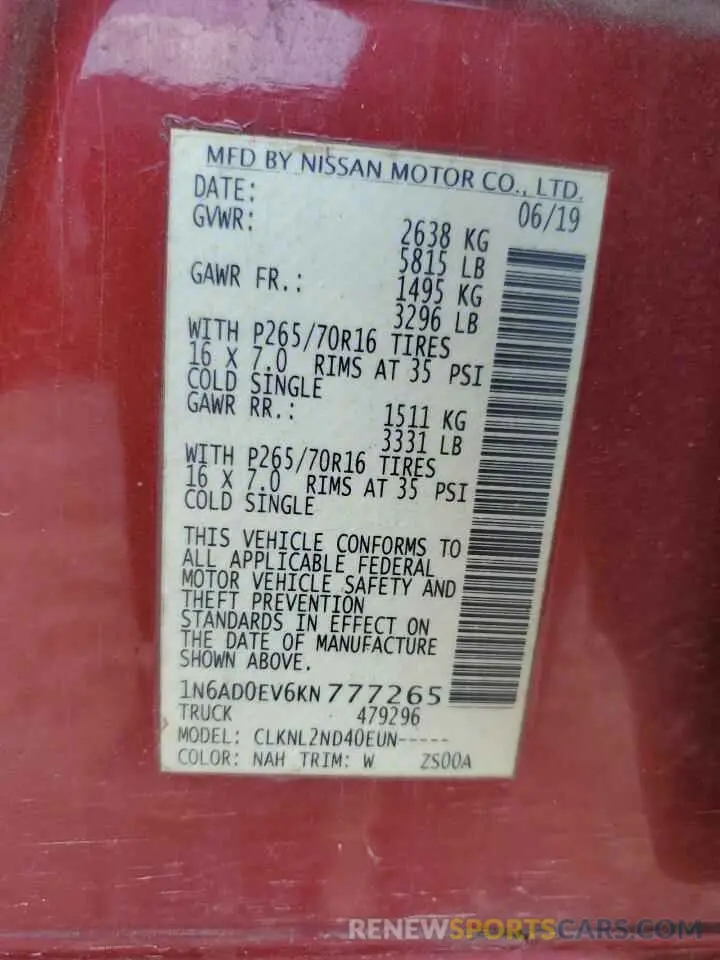 MFD BY NISSAN MOTOR CO., LTD.
DATE: 06/19
GVWR: 2638 KG
5815 LB
GAWR FR.: 1495 KG
3296 LB
WITH P265/70R16 TIRES
16 X 7.0 RIMS AT 35 PSI
COLD SINGLE
GAWR RR.: 1511 KG
3331 LB
WITH P265/70R16 TIRES
16 X 7.0 RIMS AT 35 PSI
COLD SINGLE
THIS VEHICLE CONFORMS TO
ALL APPLICABLE FEDERAL
MOTOR VEHICLE SAFETY AND
THEFT PREVENTION
STANDARDS IN EFFECT ON
THE DATE OF MANUFACTURE
SHOWN ABOVE.
1N6AD0EV6KN777265
TRUCK 479296
MODEL: CLKNL2ND40EUN-----
COLOR: NAH TRIM: W ZS00A
RENEWSPORTSCARS.COM